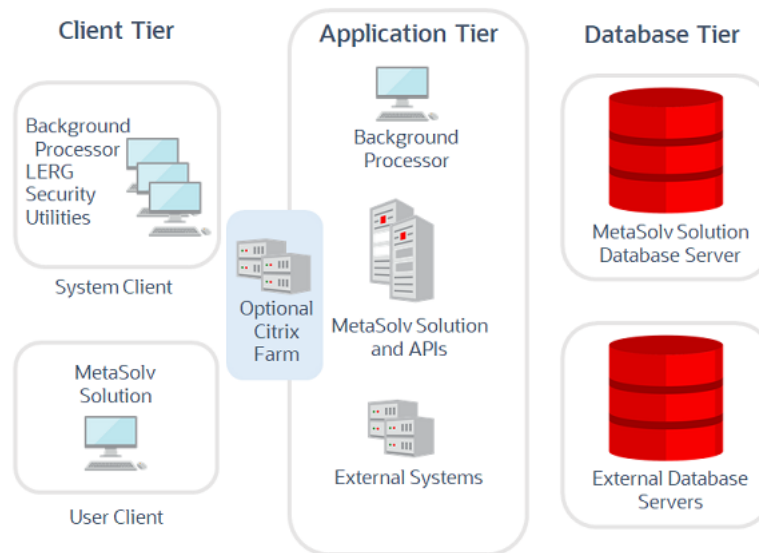 Client Tier
Background
Processor
LERG
Security
Utilities
System Client
MetaSolv
Solution
User Client
Optional
Citrix
Farm
Application Tier
Background
Processor
MetaSolv Solution
and APIs
External Systems
Database Tier
MetaSolv Solution
Database Server
External Database
Servers